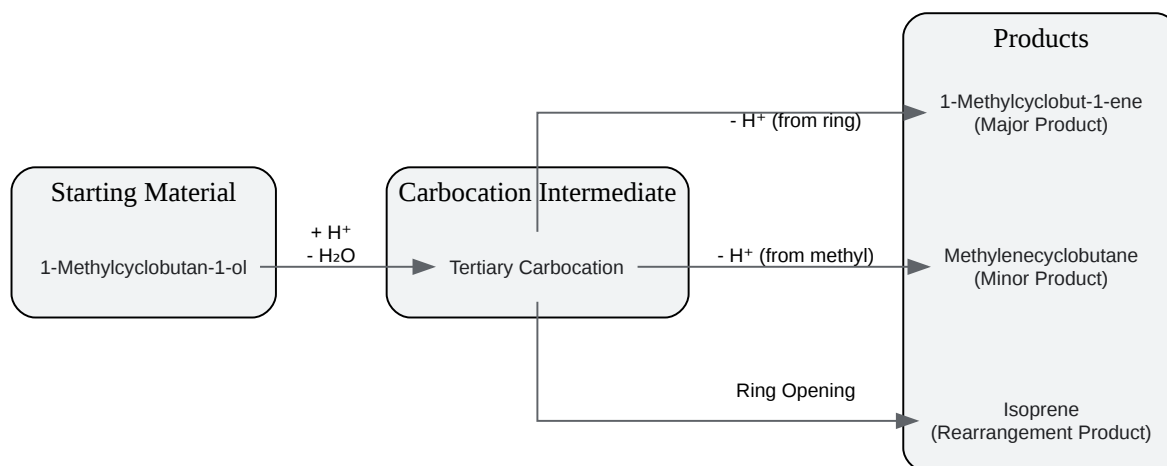 Products
1-Methylcyclobut-1-ene
(Major Product)
- H⁺ (from ring)
Starting Material
Carbocation Intermediate
+ H⁺
- H₂O
1-Methylcyclobutan-1-ol
Tertiary Carbocation
- H⁺ (from methyl)
Methylenecyclobutane
(Minor Product)
Ring Opening
Isoprene
(Rearrangement Product)